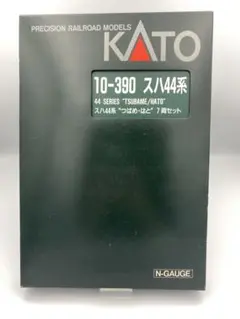 PRECISION RAILROAD MODELS
KATO
10-390 スハ44系
44 SERIES "TSUBAME/HATO"
スハ44系 "つばめ・はと" 7両セット
N-GAUGE